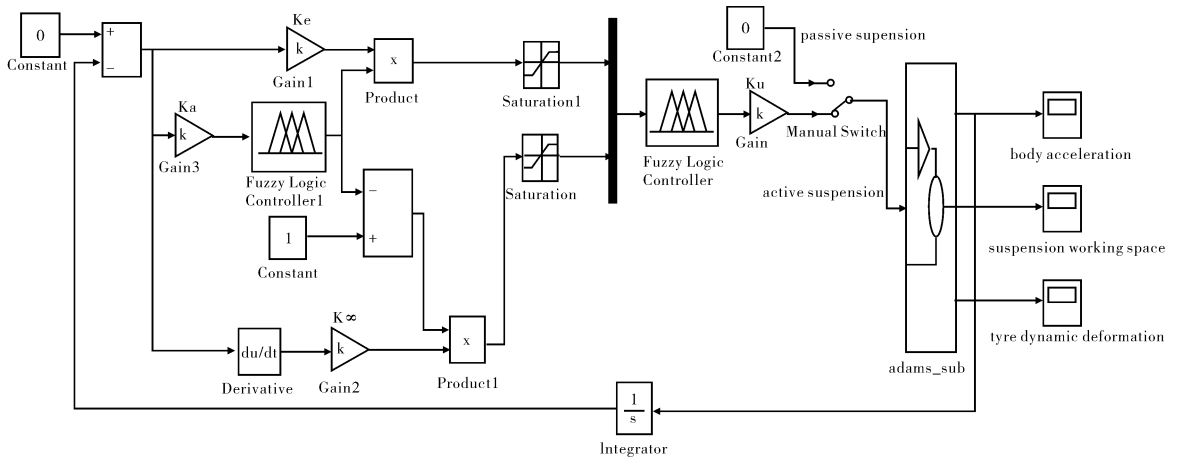 0
Constant
+
−
Ke
k
Gain1
x
Product
Saturation1
Ka
k
Gain3
Fuzzy Logic
Controller1
−
+
1
Constant
Saturation
Fuzzy Logic
Controller
Ku
k
Gain
0
Constant2
passive supension
Manual Switch
active suspension
adams_sub
body acceleration
suspension working space
tyre dynamic deformation
du/dt
Derivative
K∞
k
Gain2
x
Product1
1
s
Integrator